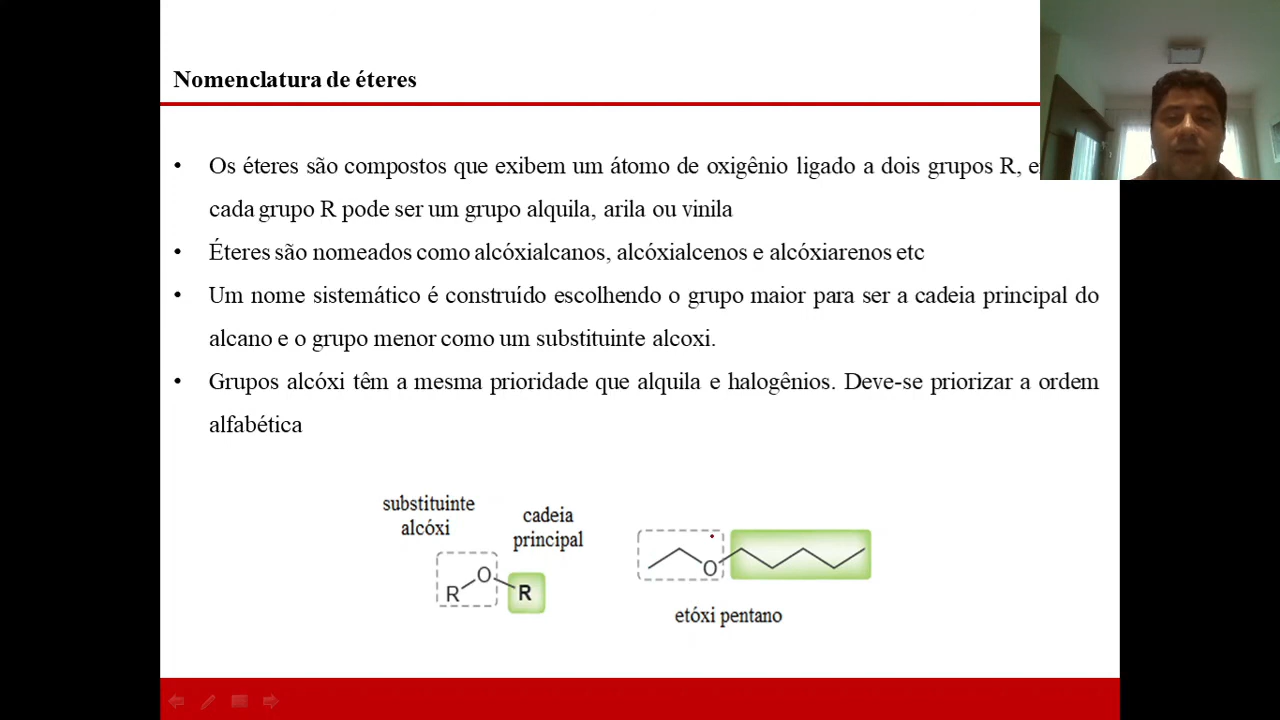 Nomenclatura de éteres
• Os éteres são compostos que exibem um átomo de oxigênio ligado a dois grupos R,
cada grupo R pode ser um grupo alquila, arila ou vinila
• Éteres são nomeados como alcóxialcanos, alcóxialcenos e alcóxiarenos etc
• Um nome sistemático é construído escolhendo o grupo maior para ser a cadeia principal do
alcano e o grupo menor como um substituinte alcoxi.
• Grupos alcóxi têm a mesma prioridade que alquila e halogênios. Deve-se priorizar a ordem
alfabética
substituinte
alcóxi
cadeia
principal
R O R
O
etóxi pentano